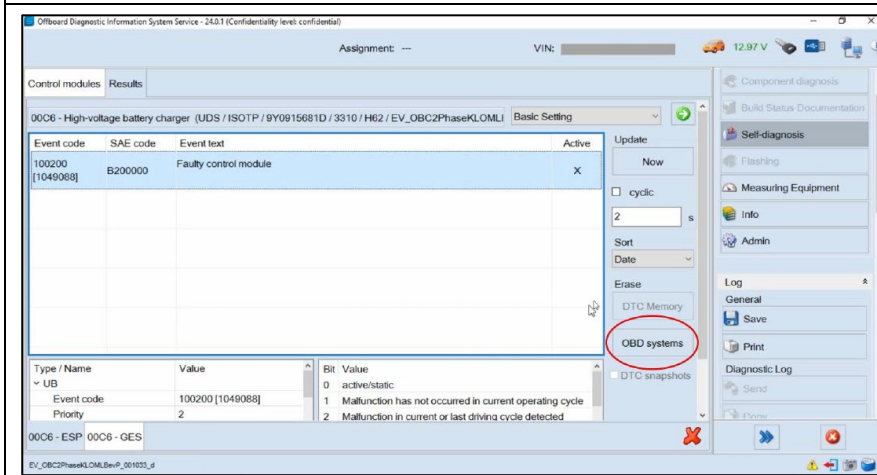 Offboard Diagnostic Information System Service - 24.0.1 (Confidentiality level: confidential)
Assignment: ---
VIN:
12.97 V
Control modules
Results
00C6 - High-voltage battery charger (UDS / ISOTP / 9Y0915681D / 3310 / H62 / EV_OBC2PhaseKLOMLI
Basic Setting
Event code
SAE code
Event text
Active
100200
[1049088]
B200000
Faulty control module
X
Update
Now
cyclic
2
s
Sort
Date
Erase
DTC Memory
OBD systems
DTC snapshots
Type / Name
Value
UB
Event code
100200 [1049088]
Priority
2
Bit
Value
0
active/static
1
Malfunction has not occurred in current operating cycle
2
Malfunction in current or last driving cycle detected
00C6 - ESP
00C6 - GES
EV_OBC2PhaseKLOMLBevP_001035_d
Component diagnosis
Build Status Documentation
Self-diagnosis
Flashing
Measuring Equipment
Info
Admin
Log
General
Save
Print
Diagnostic Log
Send
Copy